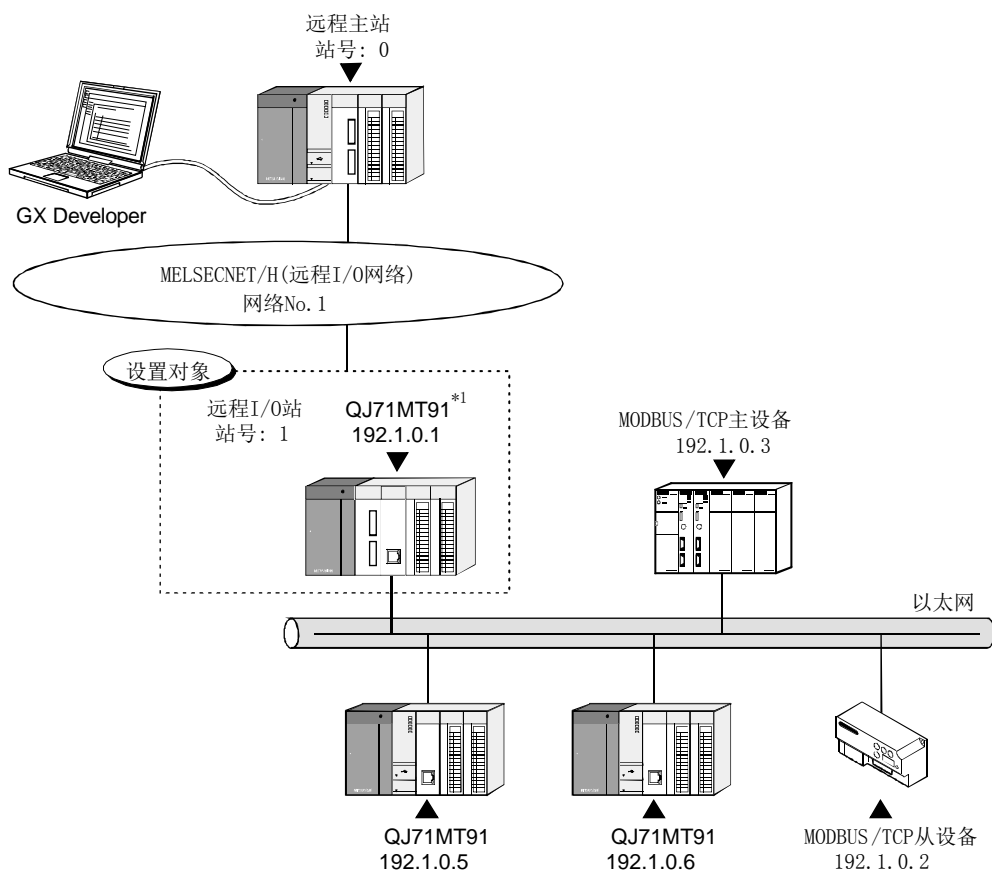 远程主站
站号: 0
GX Developer
MELSECNET/H(远程I/O网络)
网络No.1
设置对象
远程I/O站
站号: 1
QJ71MT91*1
192.1.0.1
MODBUS/TCP主设备
192.1.0.3
以太网
QJ71MT91
192.1.0.5
QJ71MT91
192.1.0.6
MODBUS/TCP从设备
192.1.0.2